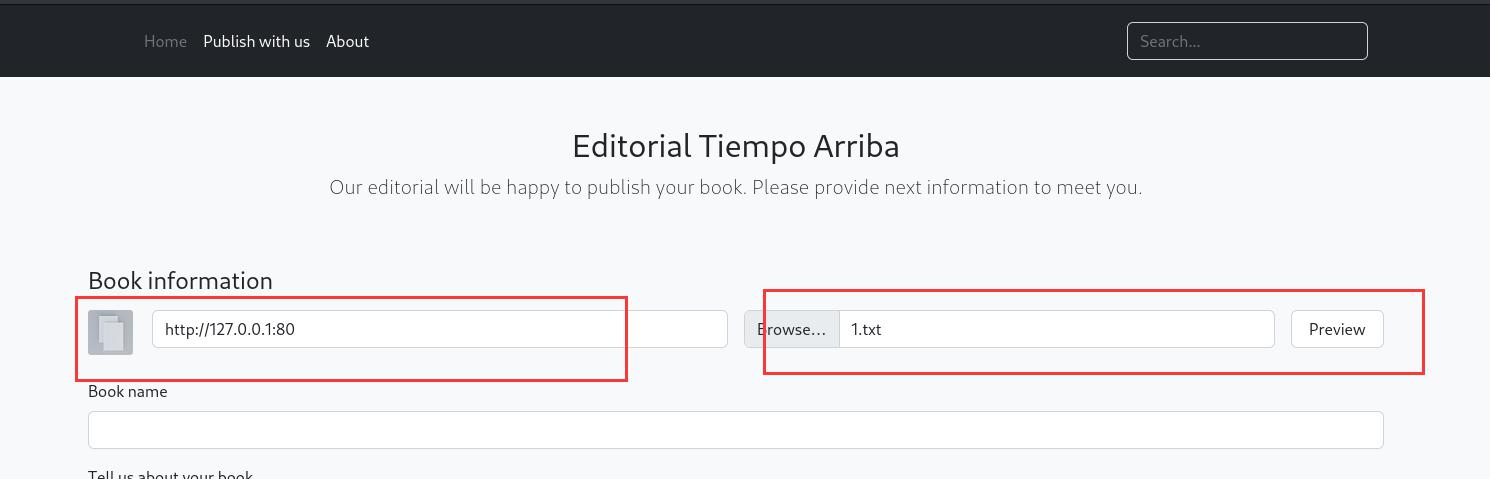 Home Publish with us About Search...
Editorial Tiempo Arriba
Our editorial will be happy to publish your book. Please provide next information to meet you.
Book information
http://127.0.0.1:80 Browse... 1.txt Preview
Book name
Tell us about your book